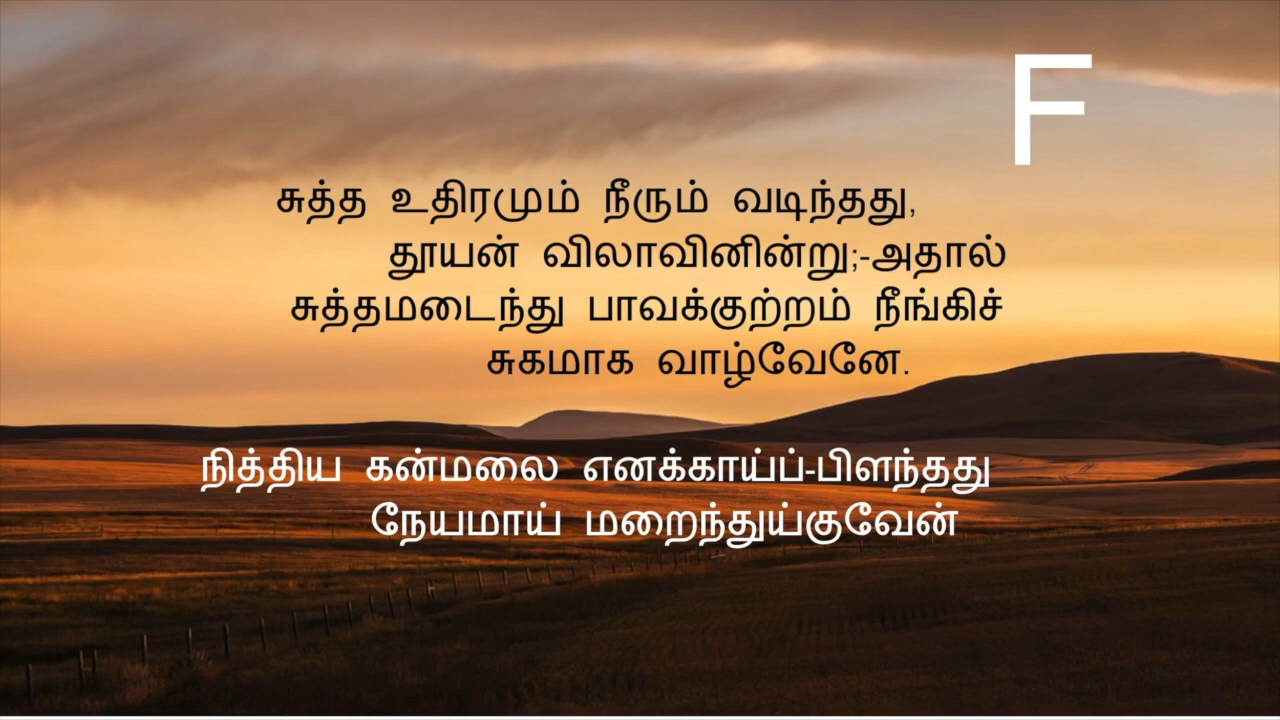 F
சுத்த உதிரமும் நீரும் வடிந்தது,
தூயன் விலாவினின்று;-அதால்
சுத்தமடைந்து பாவக்குற்றம் நீங்கிச்
சுகமாக வாழ்வேனே.
நித்திய கன்மலை எனக்காய்ப்-பிளந்தது
நேயமாய் மறைந்துய்குவேன்